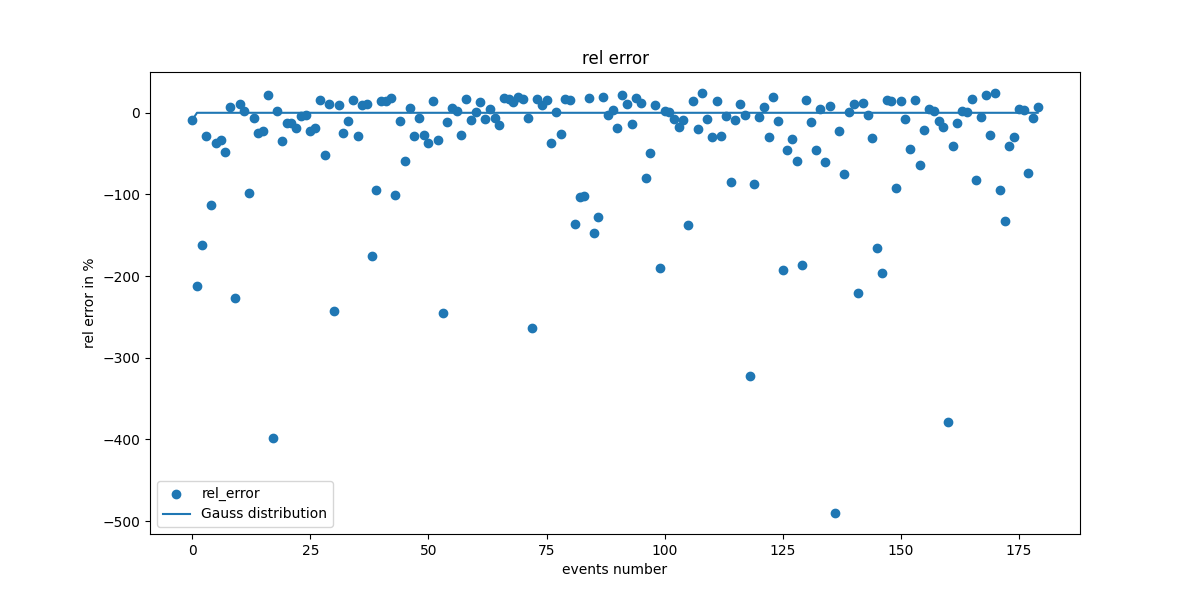 rel error
rel error in %
0
−100
−200
−300
−400
−500
rel_error
Gauss distribution
0 25 50 75 100 125 150 175
events number